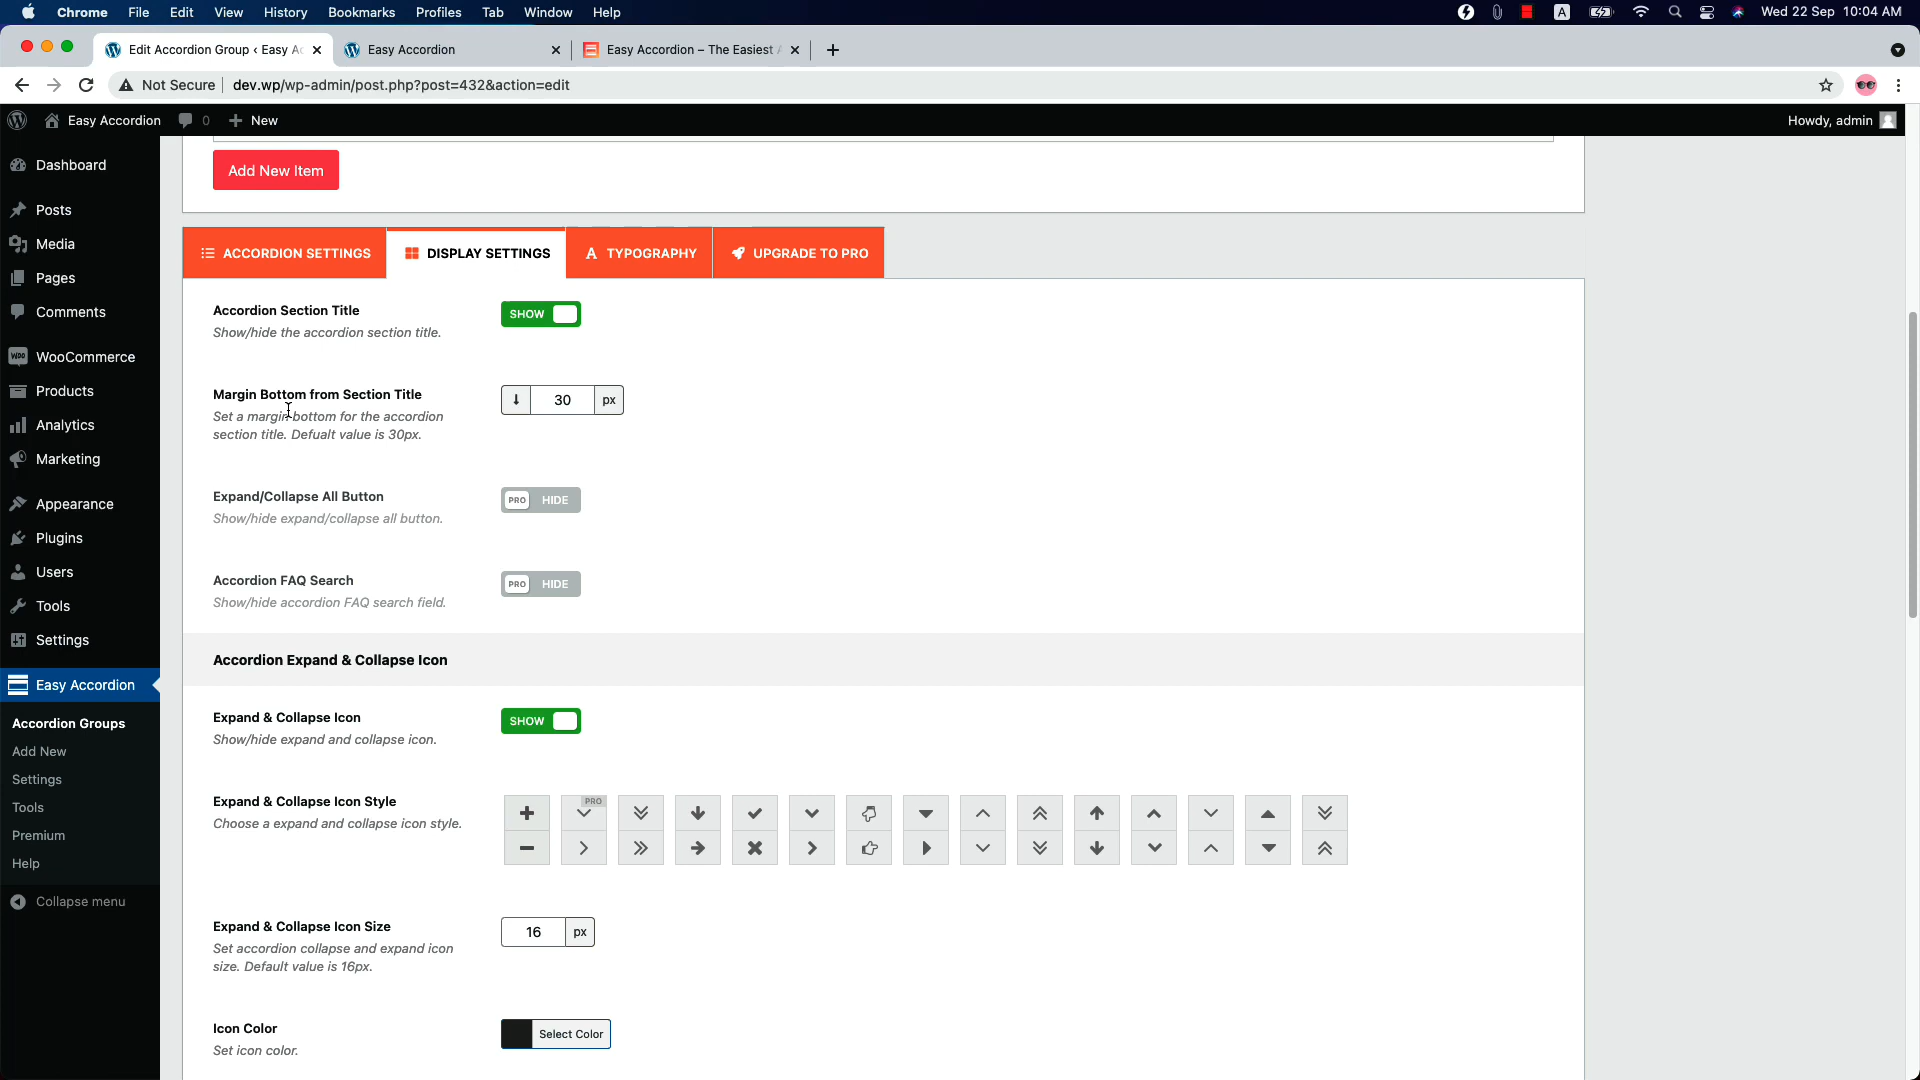 Chrome File Edit View History Bookmarks Profiles Tab Window Help A Wed 22 Sep 10:04 AM
Edit Accordion Group ‹ Easy Ac Easy Accordion Easy Accordion – The Easiest
Not Secure dev.wp/wp-admin/post.php?post=432&action=edit
Easy Accordion 0 New Howdy, admin
Dashboard
Posts
Media
Pages
Comments
WooCommerce
Products
Analytics
Marketing
Appearance
Plugins
Users
Tools
Settings
Easy Accordion
Accordion Groups
Add New
Settings
Tools
Premium
Help
Collapse menu
Add New Item
ACCORDION SETTINGS DISPLAY SETTINGS A TYPOGRAPHY UPGRADE TO PRO
Accordion Section Title SHOW
Show/hide the accordion section title.
Margin Bottom from Section Title 30 px
Set a margin bottom for the accordion
section title. Defualt value is 30px.
Expand/Collapse All Button PRO HIDE
Show/hide expand/collapse all button.
Accordion FAQ Search PRO HIDE
Show/hide accordion FAQ search field.
Accordion Expand & Collapse Icon
Expand & Collapse Icon SHOW
Show/hide expand and collapse icon.
Expand & Collapse Icon Style PRO
Choose a expand and collapse icon style.
Expand & Collapse Icon Size 16 px
Set accordion collapse and expand icon
size. Default value is 16px.
Icon Color Select Color
Set icon color.